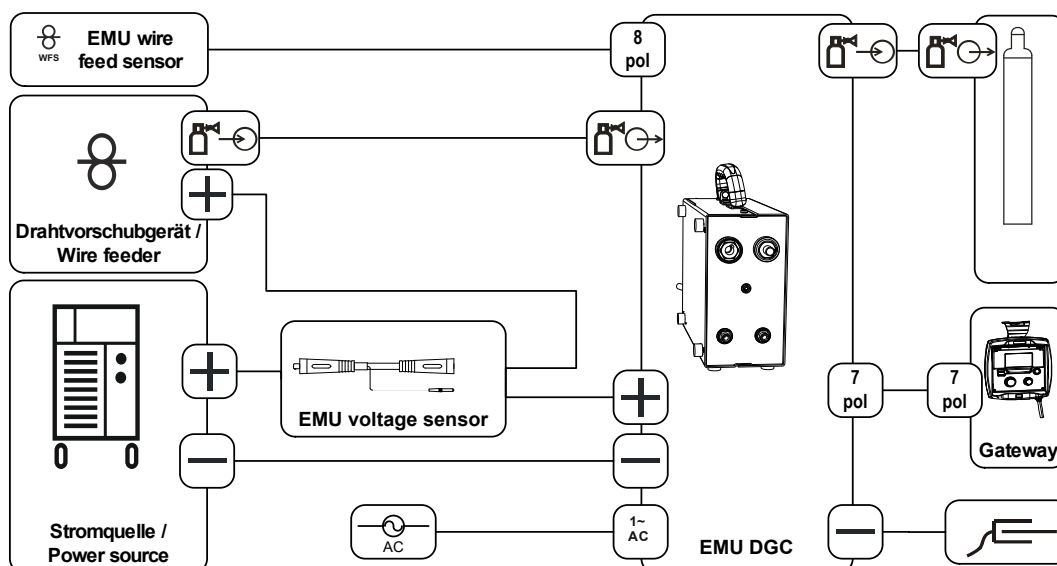 EMU wire
feed sensor
WFS
8
pol
Drahtvorschubgerät /
Wire feeder
EMU voltage sensor
7
pol
7
pol
Gateway
1~
AC
AC
Stromquelle /
Power source
EMU DGC